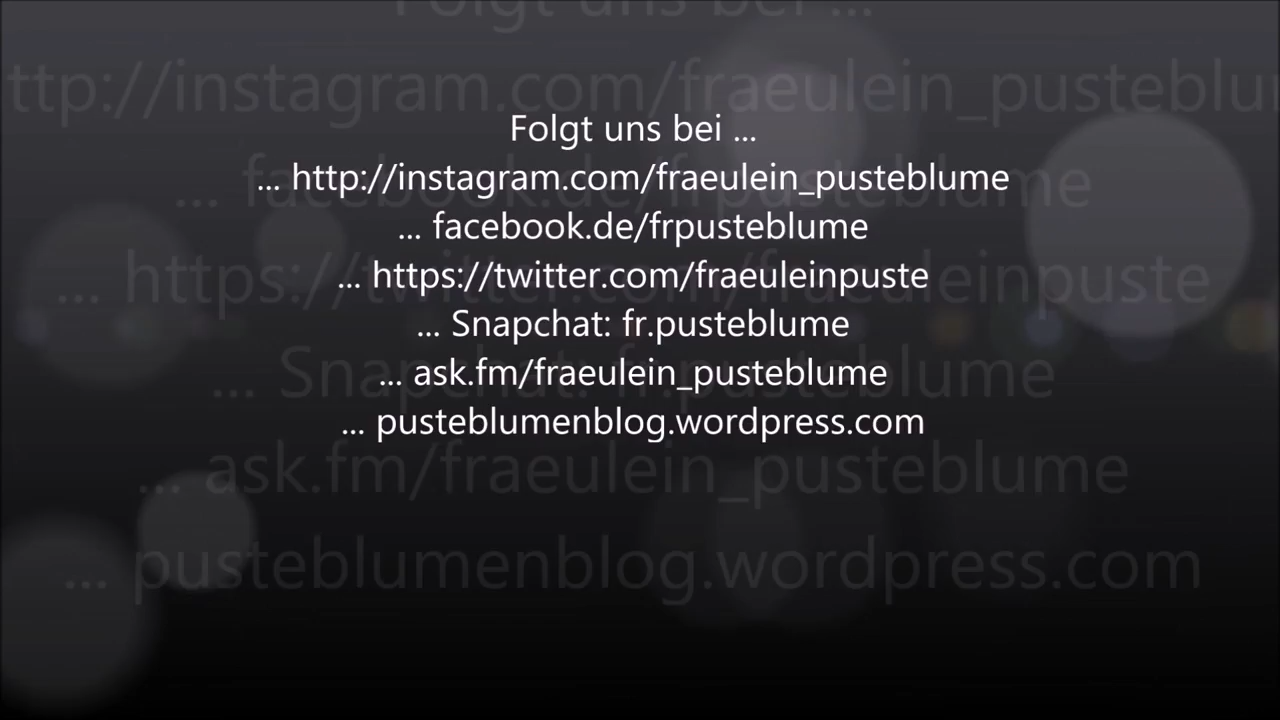 Folgt uns bei ...
... http://instagram.com/fraeulein_pusteblume
... facebook.de/frpusteblume
... https://twitter.com/fraeuleinpuste
... Snapchat: fr.pusteblume
... ask.fm/fraeulein_pusteblume
... pusteblumenblog.wordpress.com